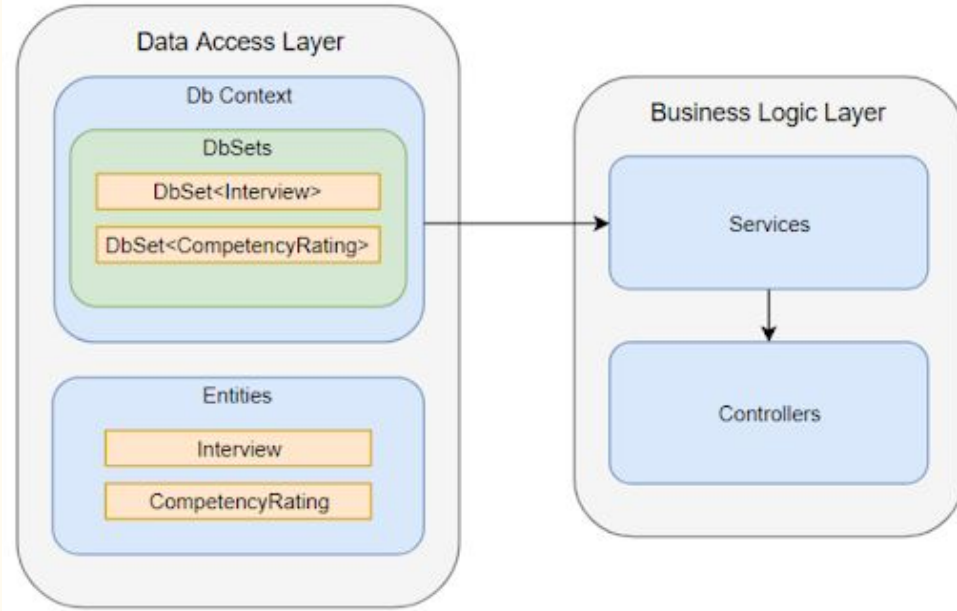 Data Access Layer
Db Context
DbSets
DbSet<Interview>
DbSet<CompetencyRating>
Entities
Interview
CompetencyRating
Business Logic Layer
Services
Controllers